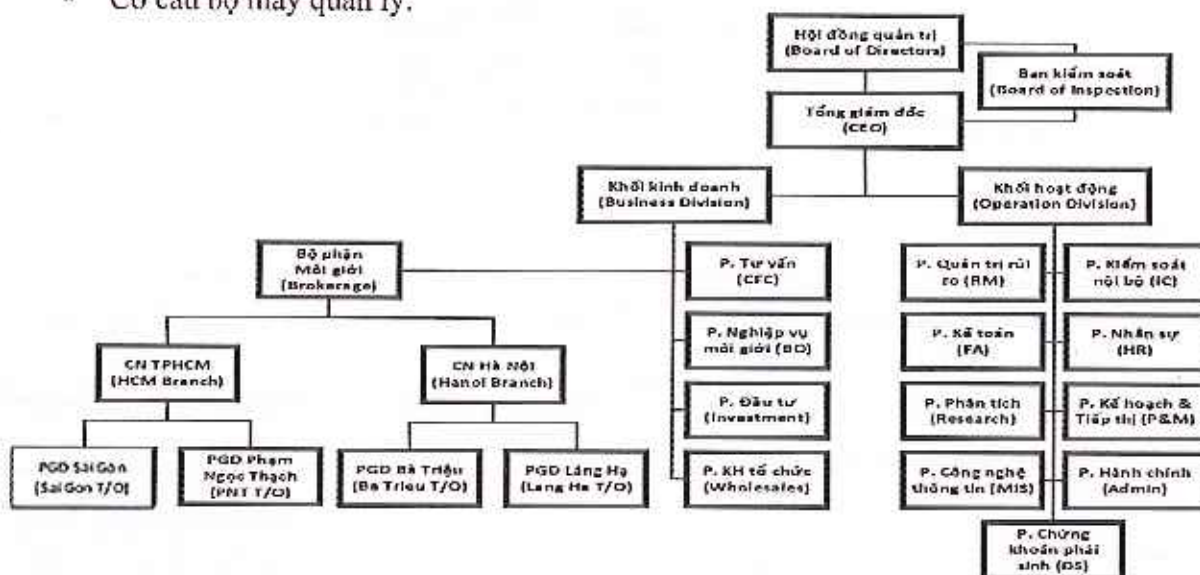 * Cơ cấu bộ máy quản lý:
Hội đồng quản trị
(Board of Directors)
Ban kiểm soát
(Board of Inspection)
Tổng giám đốc
(CEO)
Khối kinh doanh
(Business Division)
Khối hoạt động
(Operation Division)
Bộ phận
Môi giới
(Brokerage)
P. Tư vấn
(CFC)
P. Quản trị rủi
ro (RM)
P. Kiểm soát
nội bộ (IC)
P. Nghiệp vụ
môi giới (BO)
P. Kế toán
(FA)
P. Nhân sự
(HR)
CN TPHCM
(HCM Branch)
CN Hà Nội
(Hanoi Branch)
P. Đầu tư
(Investment)
P. Phân tích
(Research)
P. Kế hoạch &
Tiếp thị (P&M)
PGD Sài Gòn
(Sai Gon T/O)
PGD Phạm
Ngọc Thạch
(PNT T/O)
PGD Bà Triệu
(Ba Trieu T/O)
PGD Láng Hạ
(Lang Ha T/O)
P. KH tổ chức
(Wholesales)
P. Công nghệ
thông tin (MIS)
P. Hành chính
(Admin)
P. Chứng
khoán phái
sinh (DS)